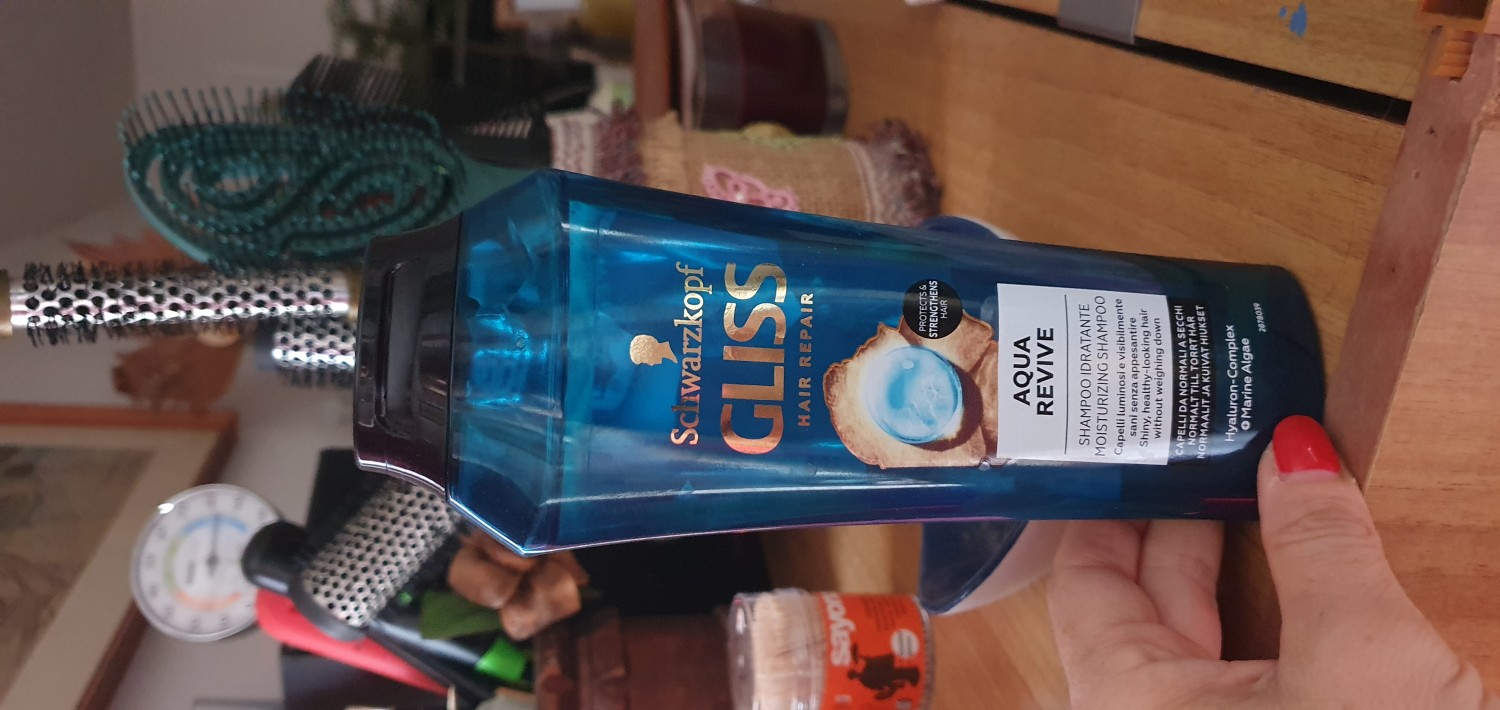 Schwarzkopf
GLISS
HAIR REPAIR
PROTECTS &
STRENGTHENS
HAIR
AQUA
REVIVE
SHAMPOO IDRATANTE
MOISTURIZING SHAMPOO
Capelli luminosi e visibilmente
sani senza appesantire
Shiny, healthy-looking hair
without weighing down
CAPELLI DA NORMALI A SECCHI
NORMALT TILL TORRT HÅR
NORMAALIT JA KUIVAT HIUKSET
Hyaluron-Complex
+ Marine Algae
2878039